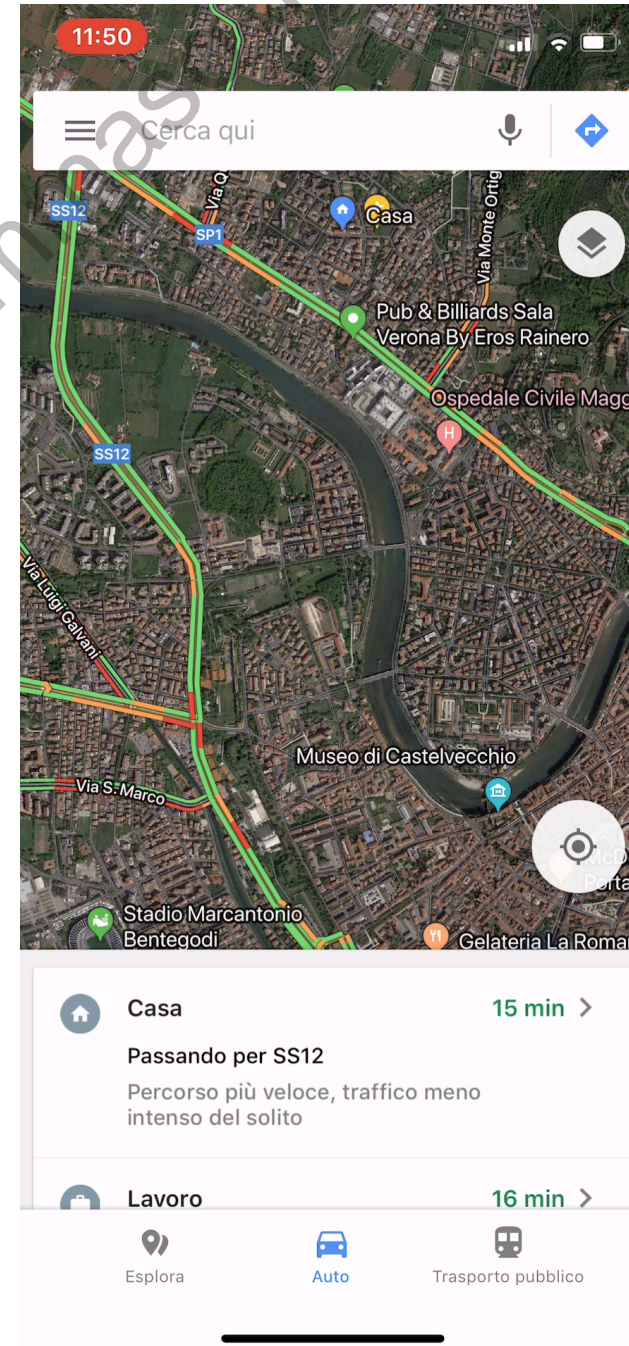 11:50
Cerca qui
SS12
Via Q
Casa
SP1
Via Monte Ortig
Pub & Billiards Sala
Verona By Eros Rainero
Ospedale Civile Magg
SS12
Via Luigi Galvani
Museo di Castelvecchio
Via S. Marco
McD
Porta
Stadio Marcantonio
Bentegodi
Gelateria La Roma
Casa
15 min
Passando per SS12
Percorso più veloce, traffico meno
intenso del solito
Lavoro
16 min
Esplora
Auto
Trasporto pubblico